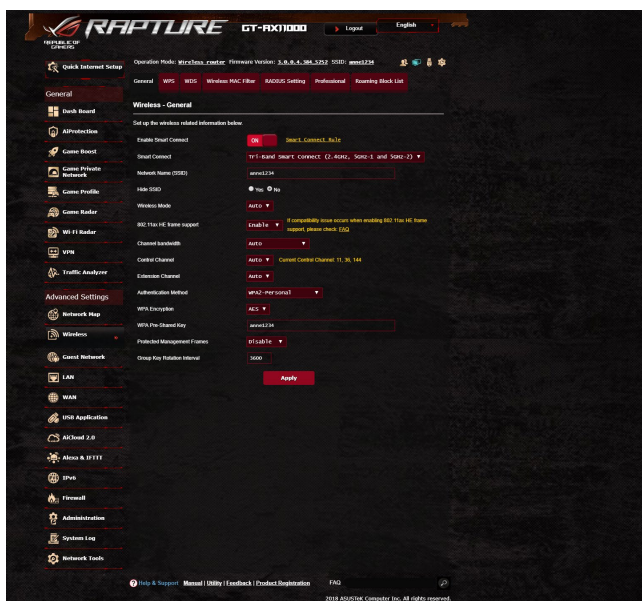 REPUBLIC OF
GAMERS
RAPTURE
GT-AX11000
Logout
English
Quick Internet Setup
Operation Mode: Wireless router Firmware Version: 3.0.0.4.384_5252 SSID: anne1234
General WPS WDS Wireless MAC Filter RADIUS Setting Professional Roaming Block List
General
Dash Board
AiProtection
Game Boost
Game Private
Network
Game Profile
Game Radar
Wi-Fi Radar
VPN
Traffic Analyzer
Advanced Settings
Network Map
Wireless
Guest Network
LAN
WAN
USB Application
AiCloud 2.0
Alexa & IFTTT
IPv6
Firewall
Administration
System Log
Network Tools
Wireless - General
Set up the wireless related information below.
Enable Smart Connect ON Smart Connect Rule
Smart Connect Tri-Band Smart Connect (2.4GHz, 5GHz-1 and 5GHz-2)
Network Name (SSID) anne1234
Hide SSID Yes No
Wireless Mode Auto
802.11ax HE frame support Enable If compatibility issue occurs when enabling 802.11ax HE frame
support, please check: FAQ
Channel bandwidth Auto
Control Channel Auto Current Control Channel: 11, 36, 144
Extension Channel Auto
Authentication Method WPA2-Personal
WPA Encryption AES
WPA Pre-Shared Key anne1234
Protected Management Frames Disable
Group Key Rotation Interval 3600
Apply
Help & Support Manual | Utility | Feedback | Product Registration FAQ
2018 ASUSTeK Computer Inc. All rights reserved.